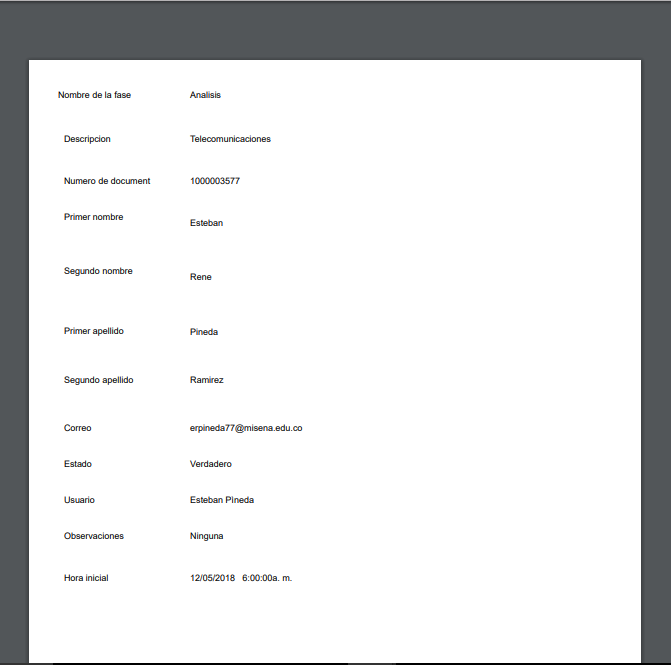 Nombre de la fase Analisis
Descripcion Telecomunicaciones
Numero de document 1000003577
Primer nombre Esteban
Segundo nombre Rene
Primer apellido Pineda
Segundo apellido Ramirez
Correo erpineda77@misena.edu.co
Estado Verdadero
Usuario Esteban Pineda
Observaciones Ninguna
Hora inicial 12/05/2018 6:00:00a. m.